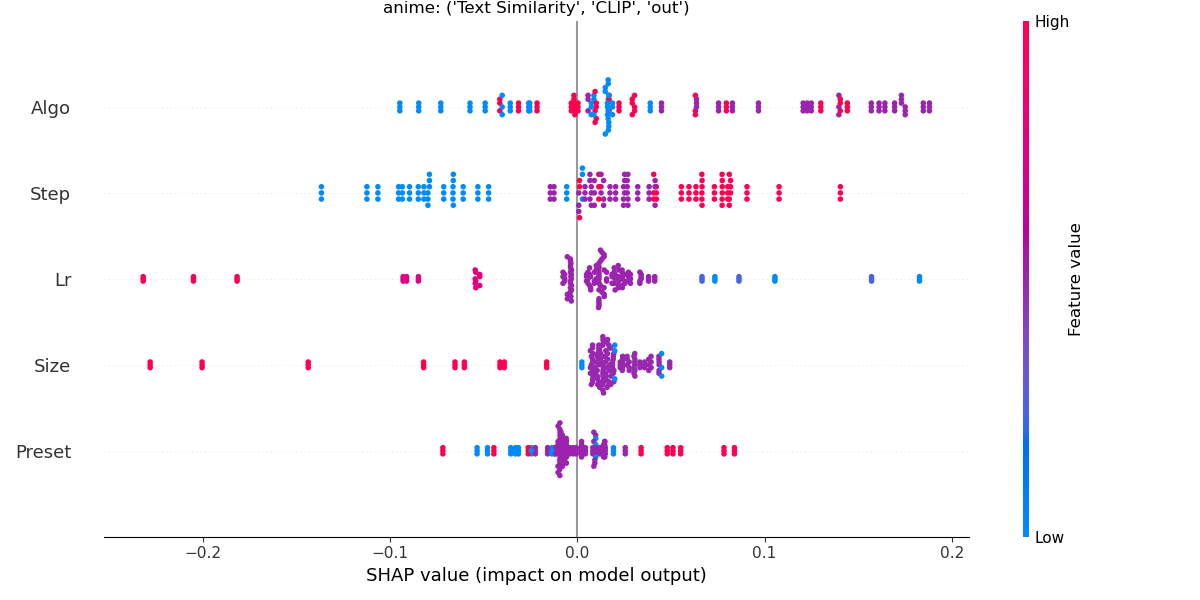 anime: ('Text Similarity', 'CLIP', 'out')
High
Algo
Step
Lr
Size
Preset
Feature value
Low
−0.2
−0.1
0.0
0.1
0.2
SHAP value (impact on model output)